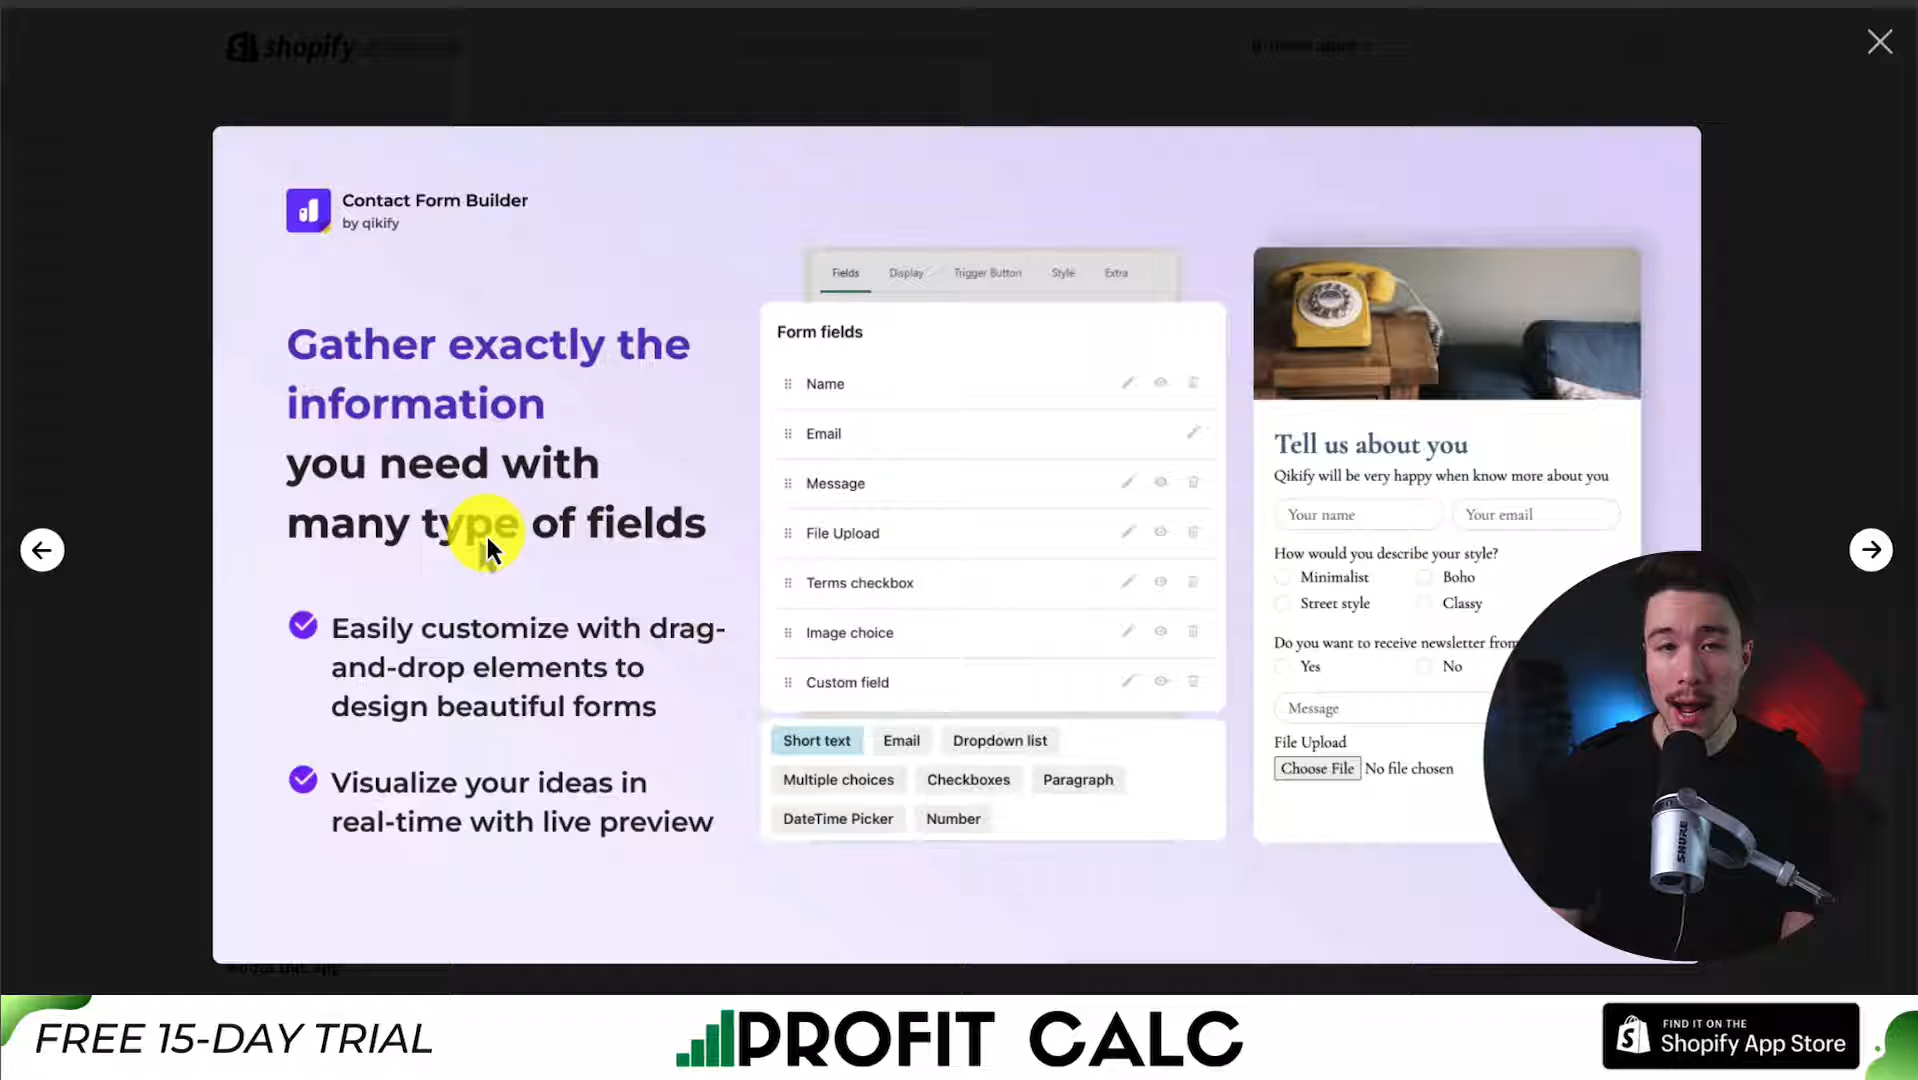 shopify
Contact Form Builder
by qikify
Gather exactly the
information
you need with
many type of fields
Easily customize with drag-
and-drop elements to
design beautiful forms
Visualize your ideas in
real-time with live preview
Fields Display Trigger Button Style Extra
Form fields
Name
Email
Message
File Upload
Terms checkbox
Image choice
Custom field
Short text Email Dropdown list
Multiple choices Checkboxes Paragraph
DateTime Picker Number
Tell us about you
Qikify will be very happy when know more about you
Your name Your email
How would you describe your style?
Minimalist Boho
Street style Classy
Do you want to receive newsletter from
Yes No
Message
File Upload
Choose File No file chosen
SHURE
FREE 15-DAY TRIAL
PROFIT CALC
FIND IT ON THE
Shopify App Store